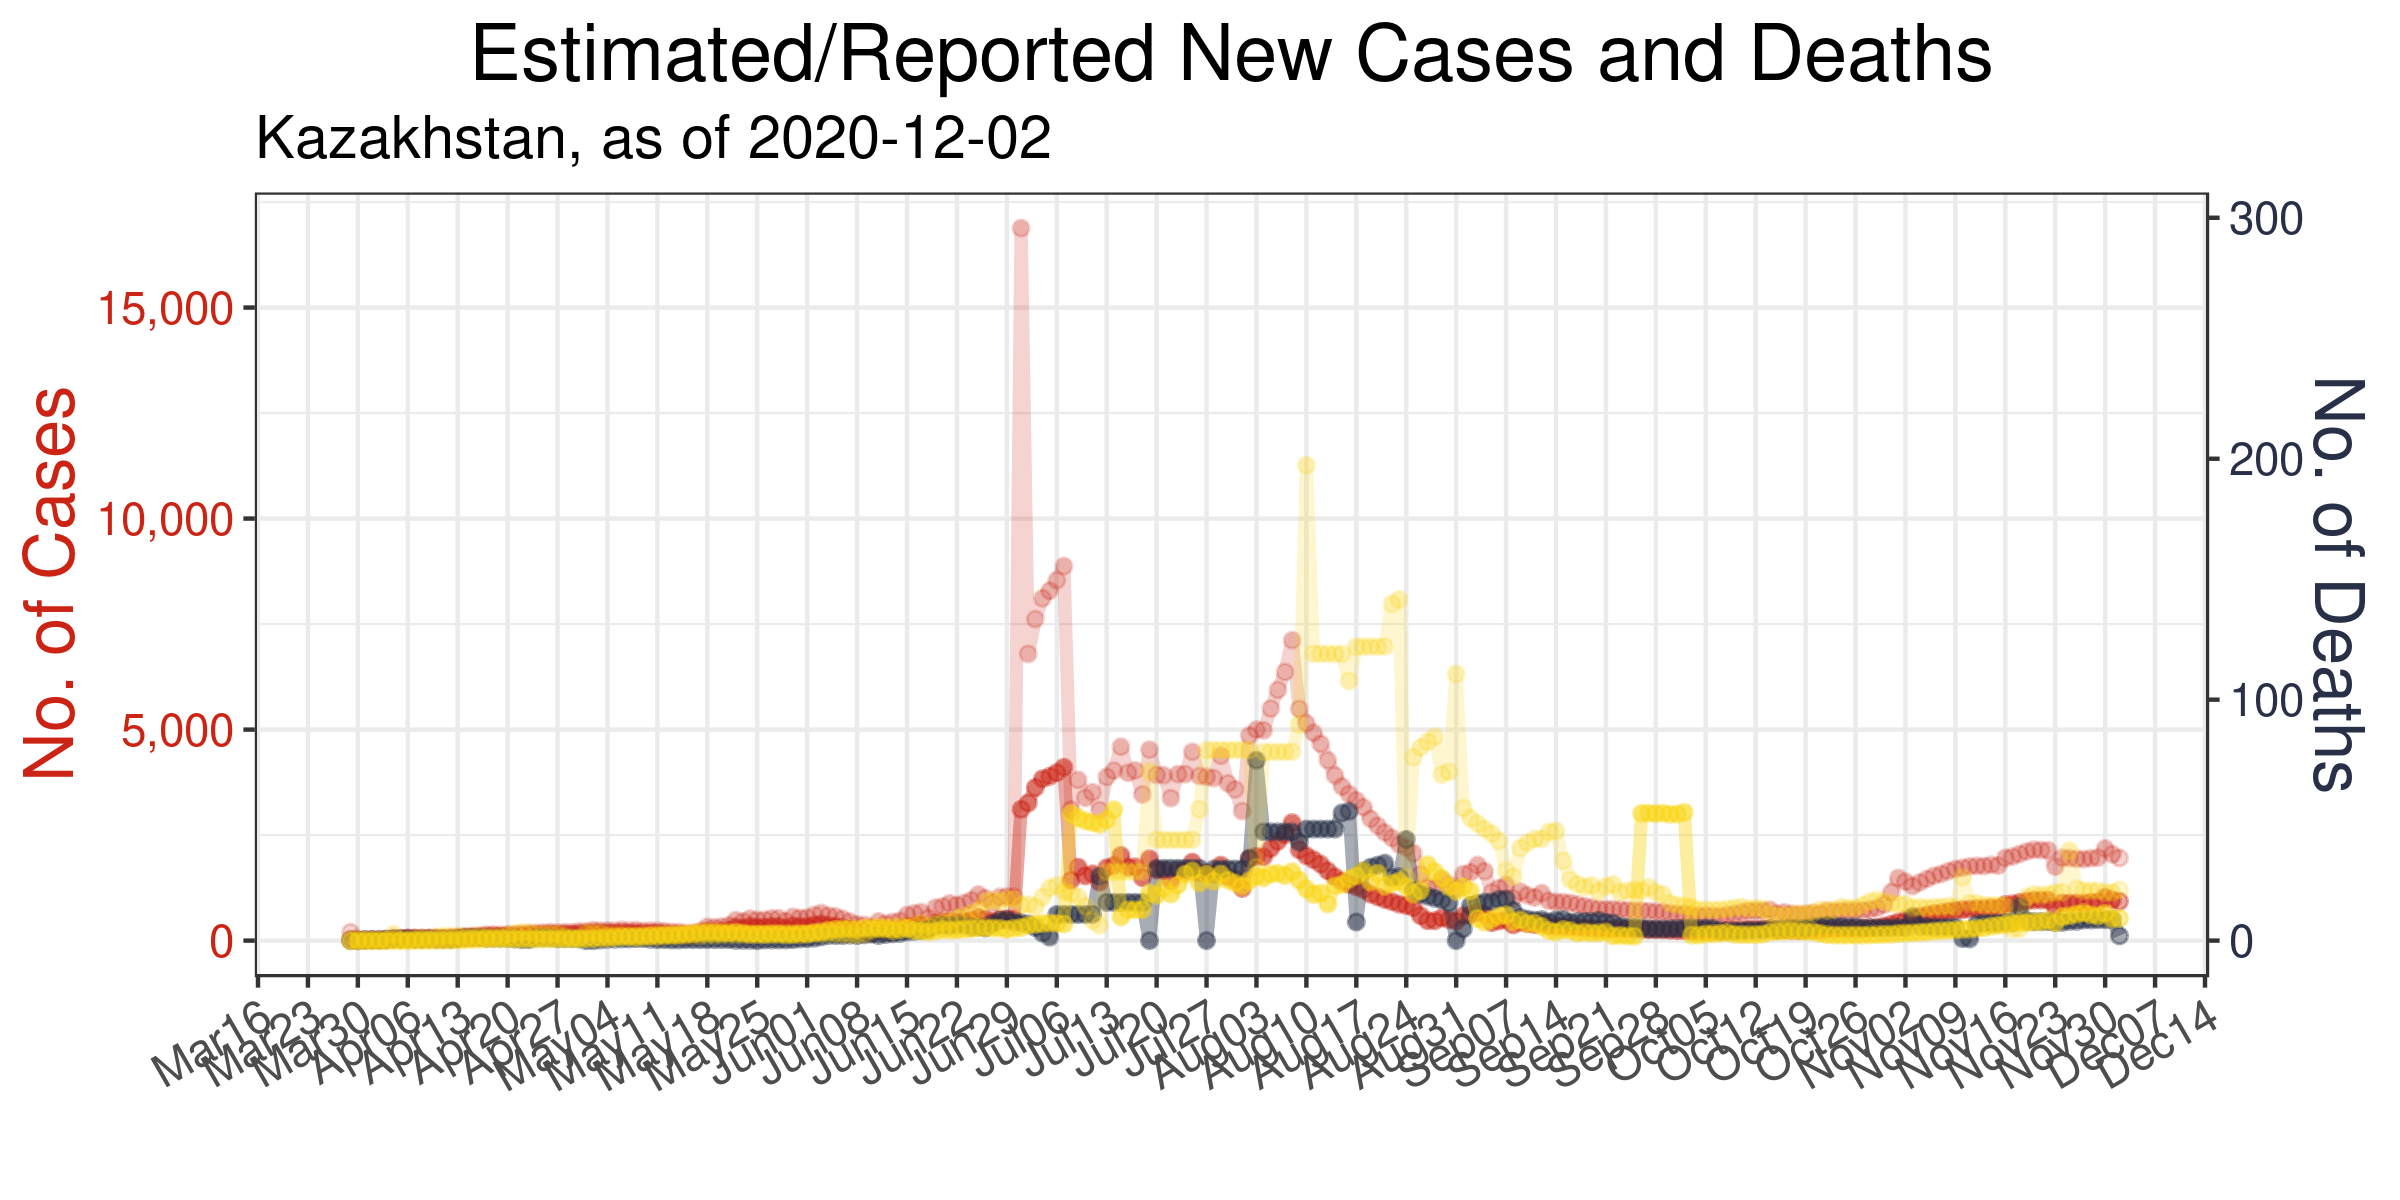 Estimated/Reported New Cases and Deaths
Kazakhstan, as of 2020-12-02
No. of Cases
15,000
10,000
5,000
0
300
200
100
0
No. of Deaths
Mar16
Mar23
Mar30
Apr06
Apr13
Apr20
Apr27
May04
May11
May18
May25
Jun01
Jun08
Jun15
Jun22
Jun29
Jul06
Jul13
Jul20
Jul27
Aug03
Aug10
Aug17
Aug24
Aug31
Sep07
Sep14
Sep21
Sep28
Oct05
Oct12
Oct19
Oct26
Nov02
Nov09
Nov16
Nov23
Nov30
Dec07
Dec14